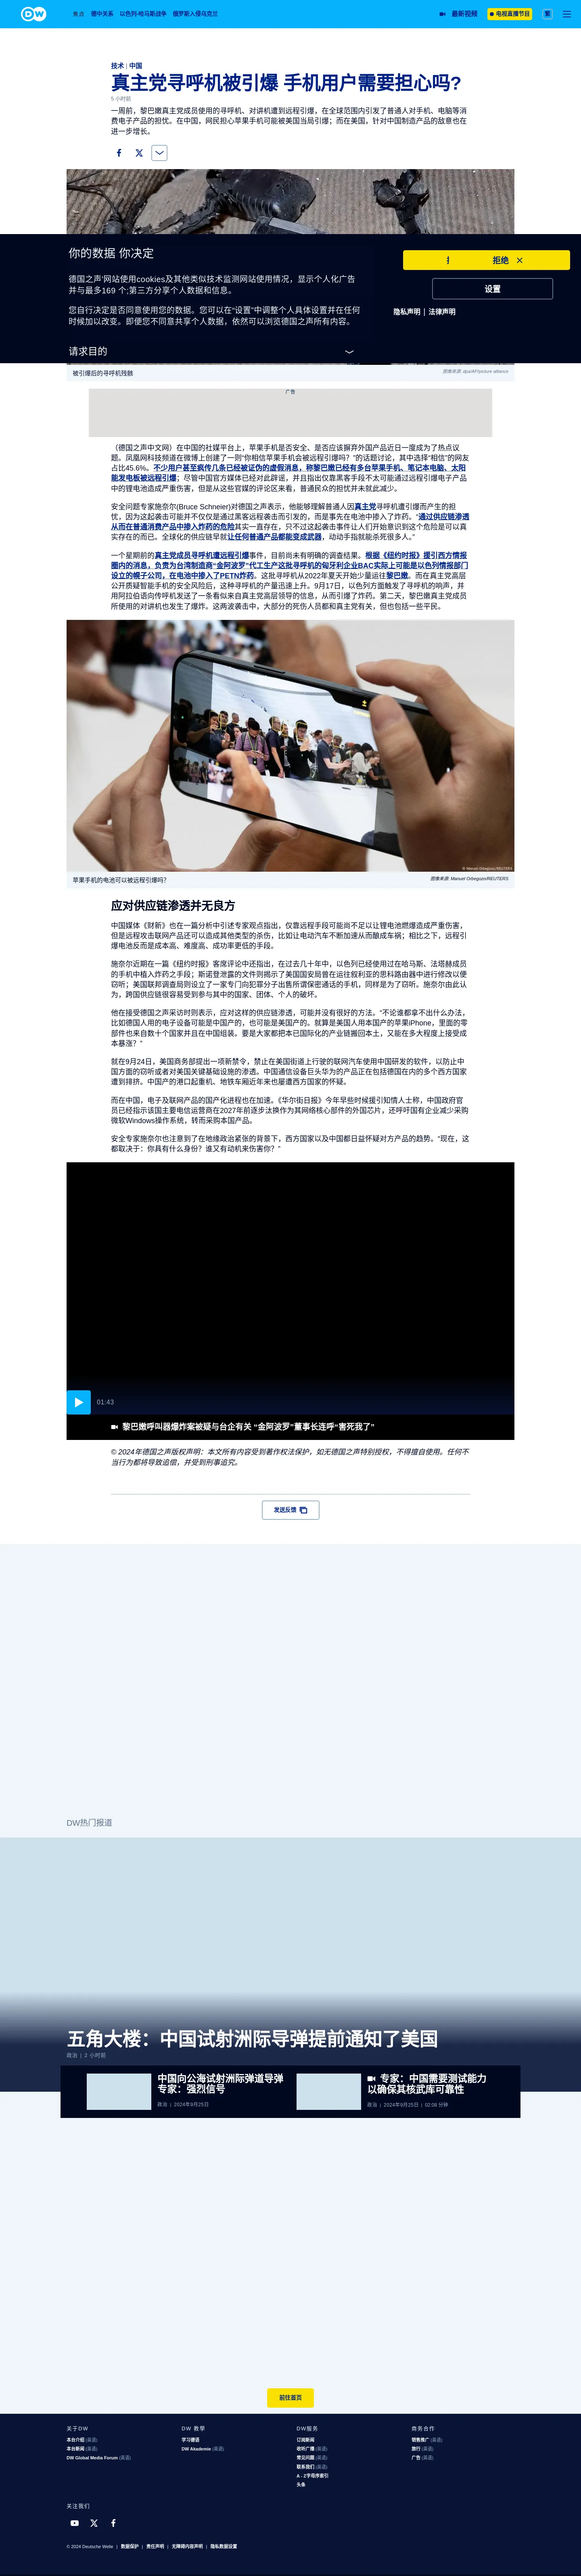 DW
焦点
德中关系
以色列-哈马斯战争
俄罗斯入侵乌克兰
最新视频
电视直播节目
繁
技术 | 中国
真主党寻呼机被引爆 手机用户需要担心吗?
5 小时前
一周前，黎巴嫩真主党成员使用的寻呼机、对讲机遭到远程引爆，在全球范围内引发了普通人对手机、电脑等消
费电子产品的担忧。在中国，网民担心苹果手机可能被美国当局引爆；而在美国，针对中国制造产品的敌意也在
进一步增长。
你的数据 你决定
德国之声‘网站使用cookies及其他类似技术监测网站使用情况，显示个人化广告
并与最多169 个;第三方分享个人数据和信息。
您自行决定是否同意使用您的数据。您可以在“设置”中调整个人具体设置并在任何
时候加以改变。即便您不同意共享个人数据，依然可以浏览德国之声所有内容。
请求目的
拒绝
设置
隐私声明 | 法律声明
被引爆后的寻呼机残骸
图像来源: dpa/AP/picture alliance
广告
（德国之声中文网）在中国的社媒平台上，苹果手机是否安全、是否应该摒弃外国产品近日一度成为了热点议
题。凤凰网科技频道在微博上创建了一则“你相信苹果手机会被远程引爆吗？”的话题讨论，其中选择“相信”的网友
占比45.6%。不少用户甚至疯传几条已经被证伪的虚假消息，称黎巴嫩已经有多台苹果手机、笔记本电脑、太阳
能发电板被远程引爆；尽管中国官方媒体已经对此辟谣，并且指出仅靠黑客手段不太可能通过远程引爆电子产品
中的锂电池造成严重伤害，但是从这些官媒的评论区来看，普通民众的担忧并未就此减少。
安全问题专家施奈尔(Bruce Schneier)对德国之声表示，他能够理解普通人因真主党寻呼机遭引爆而产生的担
忧，因为这起袭击可能并不仅仅是通过黑客远程袭击而引发的，而是事先在电池中掺入了炸药。“通过供应链渗透
从而在普通消费产品中掺入炸药的危险其实一直存在，只不过这起袭击事件让人们开始意识到这个危险是可以真
实存在的而已。全球化的供应链早就让任何普通产品都能变成武器，动动手指就能杀死很多人。”
一个星期前的真主党成员寻呼机遭远程引爆事件，目前尚未有明确的调查结果。根据《纽约时报》援引西方情报
圈内的消息，负责为台湾制造商“金阿波罗”代工生产这批寻呼机的匈牙利企业BAC实际上可能是以色列情报部门
设立的幌子公司，在电池中掺入了PETN炸药。这批寻呼机从2022年夏天开始少量运往黎巴嫩。而在真主党高层
公开质疑智能手机的安全风险后，这种寻呼机的产量迅速上升。9月17日，以色列方面触发了寻呼机的响声，并
用阿拉伯语向传呼机发送了一条看似来自真主党高层领导的信息，从而引爆了炸药。第二天，黎巴嫩真主党成员
所使用的对讲机也发生了爆炸。这两波袭击中，大部分的死伤人员都和真主党有关，但也包括一些平民。
© Manuel Orbegozo/REUTERS
苹果手机的电池可以被远程引爆吗?
图像来源: Manuel Orbegozo/REUTERS
应对供应链渗透并无良方
中国媒体《财新》也在一篇分析中引述专家观点指出，仅靠远程手段可能尚不足以让锂电池燃爆造成严重伤害，
但是远程攻击联网产品还可以造成其他类型的杀伤，比如让电动汽车不断加速从而酿成车祸；相比之下，远程引
爆电池反而是成本高、难度高、成功率更低的手段。
施奈尔近期在一篇《纽约时报》客席评论中还指出，在过去几十年中，以色列已经使用过在哈马斯、法塔赫成员
的手机中植入炸药之手段；斯诺登泄露的文件则揭示了美国国安局曾在运往叙利亚的思科路由器中进行修改以便
窃听；美国联邦调查局则设立了一家专门向犯罪分子出售所谓保密通话的手机，同样是为了窃听。施奈尔由此认
为，跨国供应链很容易受到参与其中的国家、团体、个人的破坏。
他在接受德国之声采访时则表示，应对这样的供应链渗透，可能并没有很好的方法。“不论谁都拿不出什么办法，
比如德国人用的电子设备可能是中国产的，也可能是美国产的。就算是美国人用本国产的苹果iPhone，里面的零
部件也来自数十个国家并且在中国组装。要是大家都把本已国际化的产业链搬回本土，又能在多大程度上接受成
本暴涨？”
就在9月24日，美国商务部提出一项新禁令，禁止在美国街道上行驶的联网汽车使用中国研发的软件，以防止中
国方面的窃听或者对美国关键基础设施的渗透。中国通信设备巨头华为的产品正在包括德国在内的多个西方国家
遭到排挤。中国产的港口起重机、地铁车厢近年来也屡遭西方国家的怀疑。
而在中国，电子及联网产品的国产化进程也在加速。《华尔街日报》今年早些时候援引知情人士称，中国政府官
员已经指示该国主要电信运营商在2027年前逐步汰换作为其网络核心部件的外国芯片，还呼吁国有企业减少采购
微软Windows操作系统，转而采购本国产品。
安全专家施奈尔也注意到了在地缘政治紧张的背景下，西方国家以及中国都日益怀疑对方产品的趋势。“现在，这
都取决于：你具有什么身份？谁又有动机来伤害你？”
01:43
黎巴嫩呼叫器爆炸案被疑与台企有关 “金阿波罗”董事长连呼“害死我了”
© 2024年德国之声版权声明：本文所有内容受到著作权法保护，如无德国之声特别授权，不得擅自使用。任何不
当行为都将导致追偿，并受到刑事追究。
发送反馈
DW热门报道
五角大楼：中国试射洲际导弹提前通知了美国
政治 | 2 小时前
中国向公海试射洲际弹道导弹
专家：强烈信号
政治 | 2024年9月25日
专家：中国需要测试能力
以确保其核武库可靠性
政治 | 2024年9月25日 | 02:08 分钟
前往首页
关于DW
本台介绍 (英语)
本台新闻 (英语)
DW Global Media Forum (英语)
DW 教学
学习德语
DW Akademie (英语)
DW服务
订阅新闻
收听广播 (英语)
常见问题 (英语)
联系我们 (英语)
A - Z字母序索引
头条
商务合作
销售推广 (英语)
旅行 (英语)
广告 (英语)
关注我们
© 2024 Deutsche Welle | 数据保护 | 责任声明 | 无障碍内容声明 | 隐私数据设置